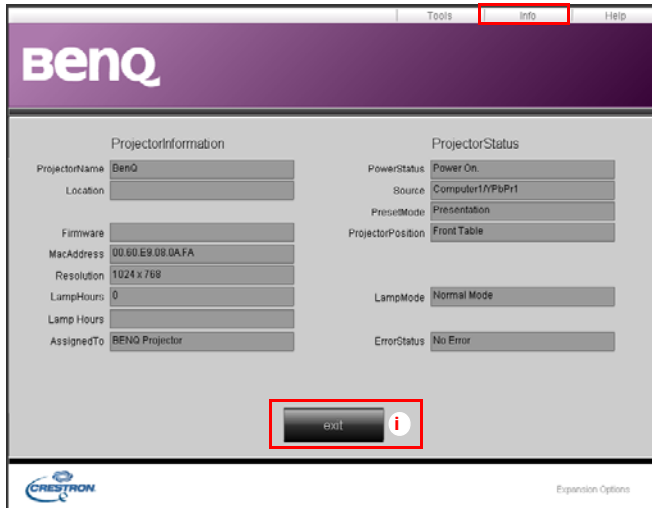 Tools Info Help
BenQ
ProjectorInformation
ProjectorName BenQ
Location
Firmware
MacAddress 00.60.E9.08.0A.FA
Resolution 1024 x 768
LampHours 0
Lamp Hours
AssignedTo BENQ Projector
ProjectorStatus
PowerStatus Power On.
Source Computer1/YPbPr1
PresetMode Presentation
ProjectorPosition Front Table
LampMode Normal Mode
ErrorStatus No Error
exit i
CRESTRON
Expansion Options